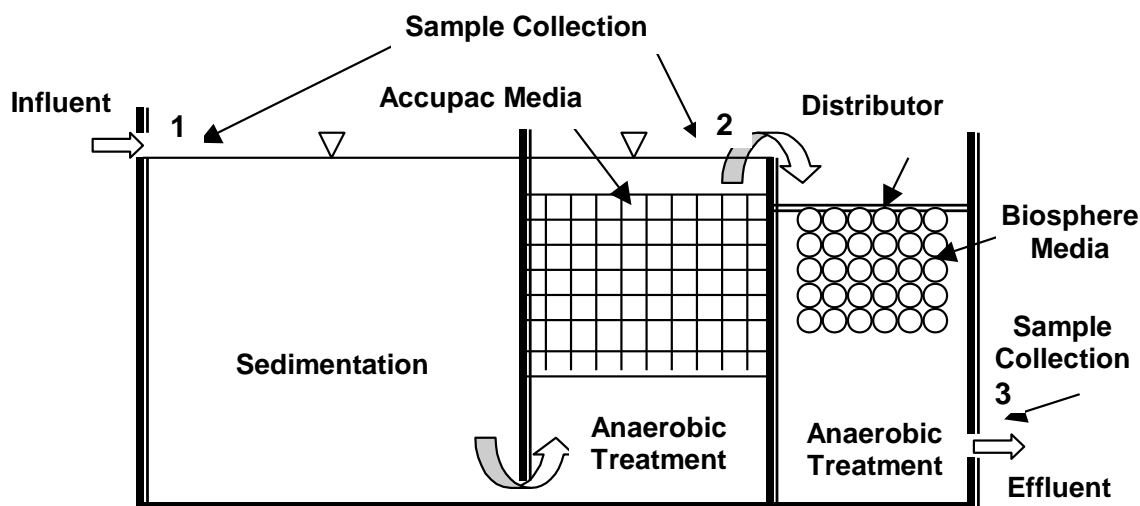 Sample Collection
Influent
Accupac Media
Distributor
1
2
Biosphere
Media
Sample
Collection
3
Sedimentation
Anaerobic
Treatment
Anaerobic
Treatment
Effluent